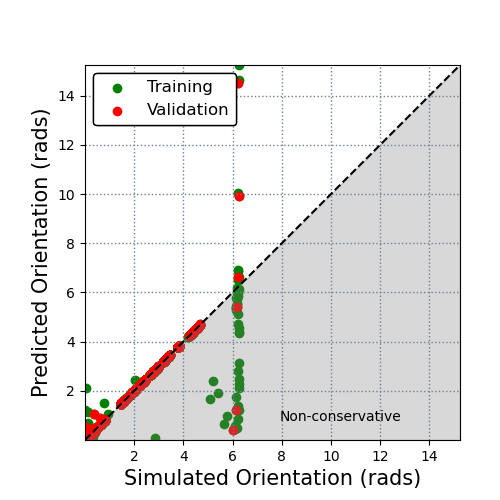 Training
Validation
14
12
10
8
6
4
2
Predicted Orientation (rads)
Non-conservative
2 4 6 8 10 12 14
Simulated Orientation (rads)